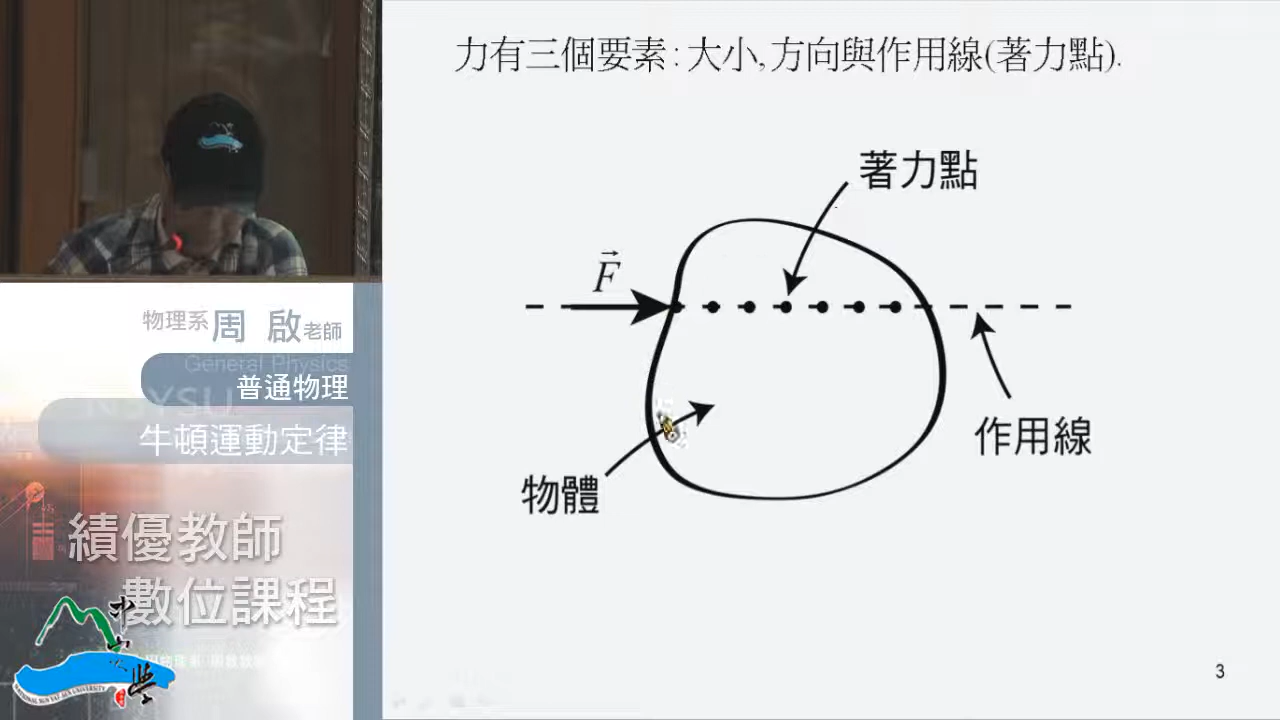 力有三個要素:大小,方向與作用線(著力點).
著力點
F
作用線
物體
3
物理系周 啟老師
General Physics
普通物理
NSYSU
牛頓運動定律
績優教師
數位課程